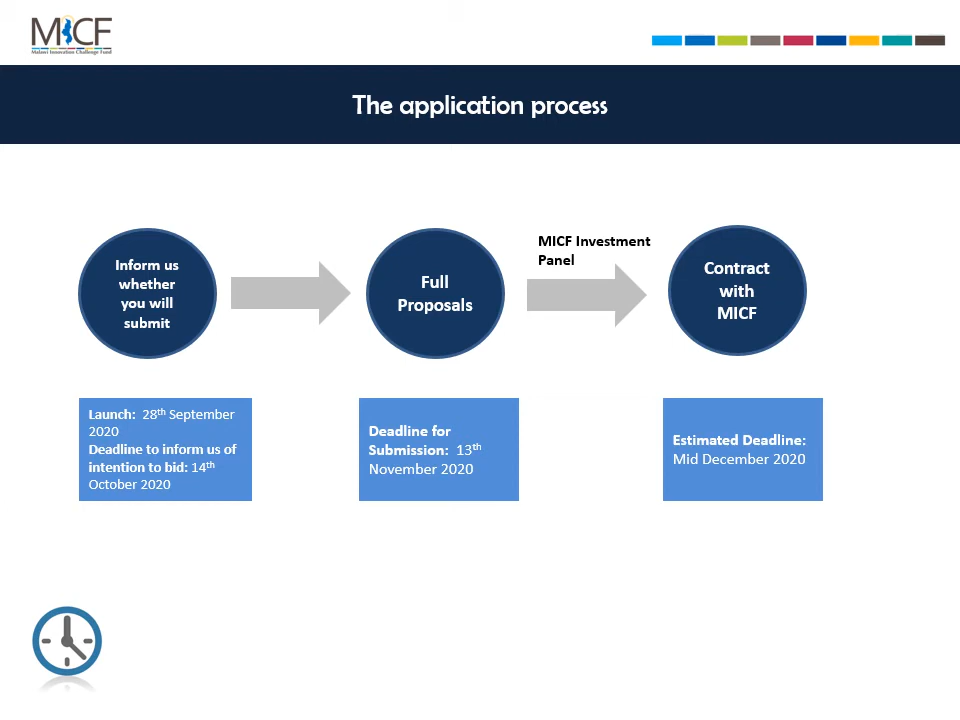 MICF
Malawi Innovation Challenge Fund
The application process
Inform us
whether
you will
submit
Full
Proposals
MICF Investment
Panel
Contract
with
MICF
Launch: 28th September
2020
Deadline to inform us of
intention to bid: 14th
October 2020
Deadline for
Submission: 13th
November 2020
Estimated Deadline:
Mid December 2020